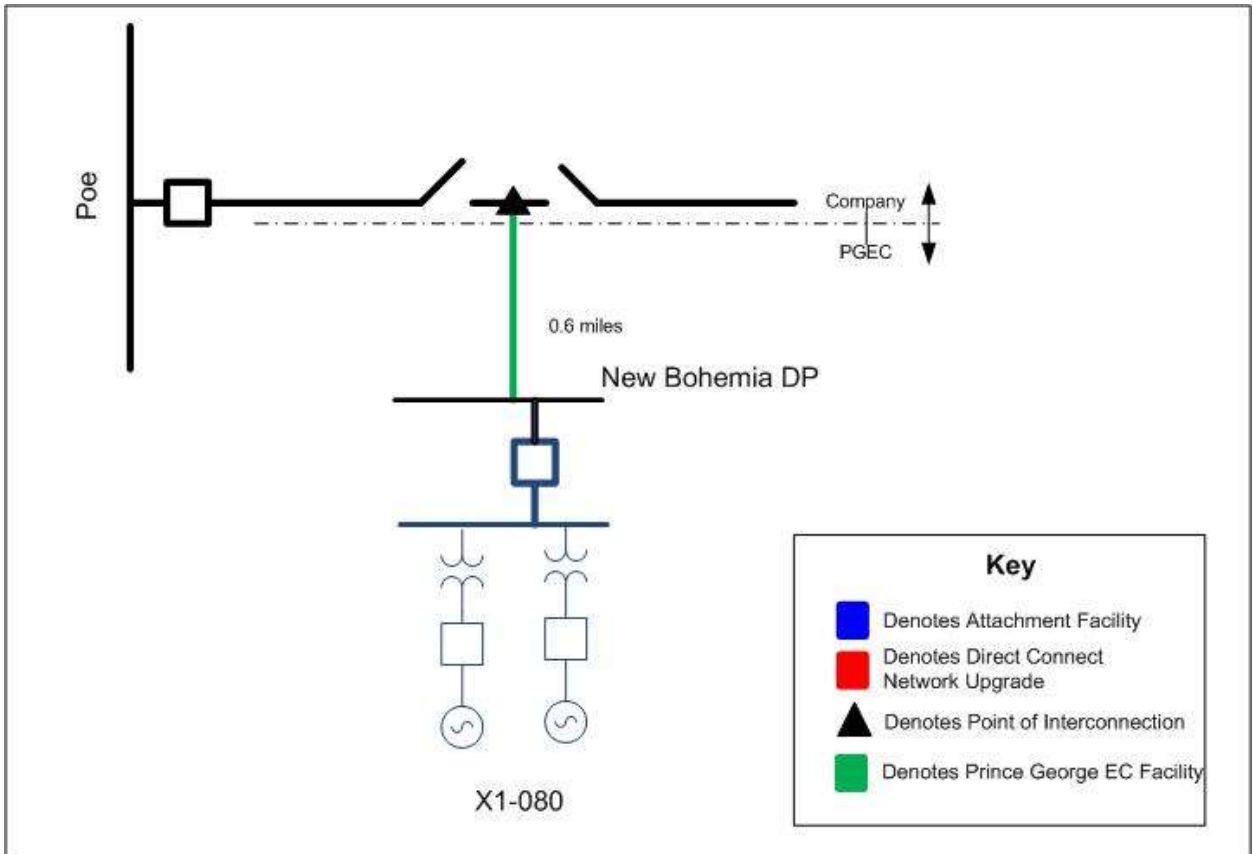 Poe
Company
PGEC
0.6 miles
New Bohemia DP
X1-080
Key
Denotes Attachment Facility
Denotes Direct Connect
Network Upgrade
Denotes Point of Interconnection
Denotes Prince George EC Facility